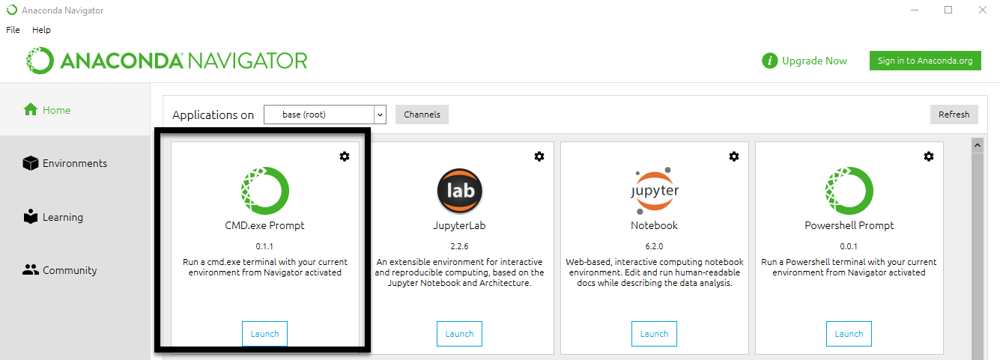 Anaconda Navigator
File Help
ANACONDA NAVIGATOR
i Upgrade Now
Sign in to Anaconda.org
Home
Environments
Learning
Community
Applications on
base (root)
Channels
Refresh
CMD.exe Prompt
0.1.1
Run a cmd.exe terminal with your current
environment from Navigator activated
Launch
lab
JupyterLab
2.2.6
An extensible environment for interactive
and reproducible computing, based on the
Jupyter Notebook and Architecture.
Launch
jupyter
Notebook
6.2.0
Web-based, interactive computing notebook
environment. Edit and run human-readable
docs while describing the data analysis.
Launch
Powershell Prompt
0.0.1
Run a Powershell terminal with your current
environment from Navigator activated
Launch